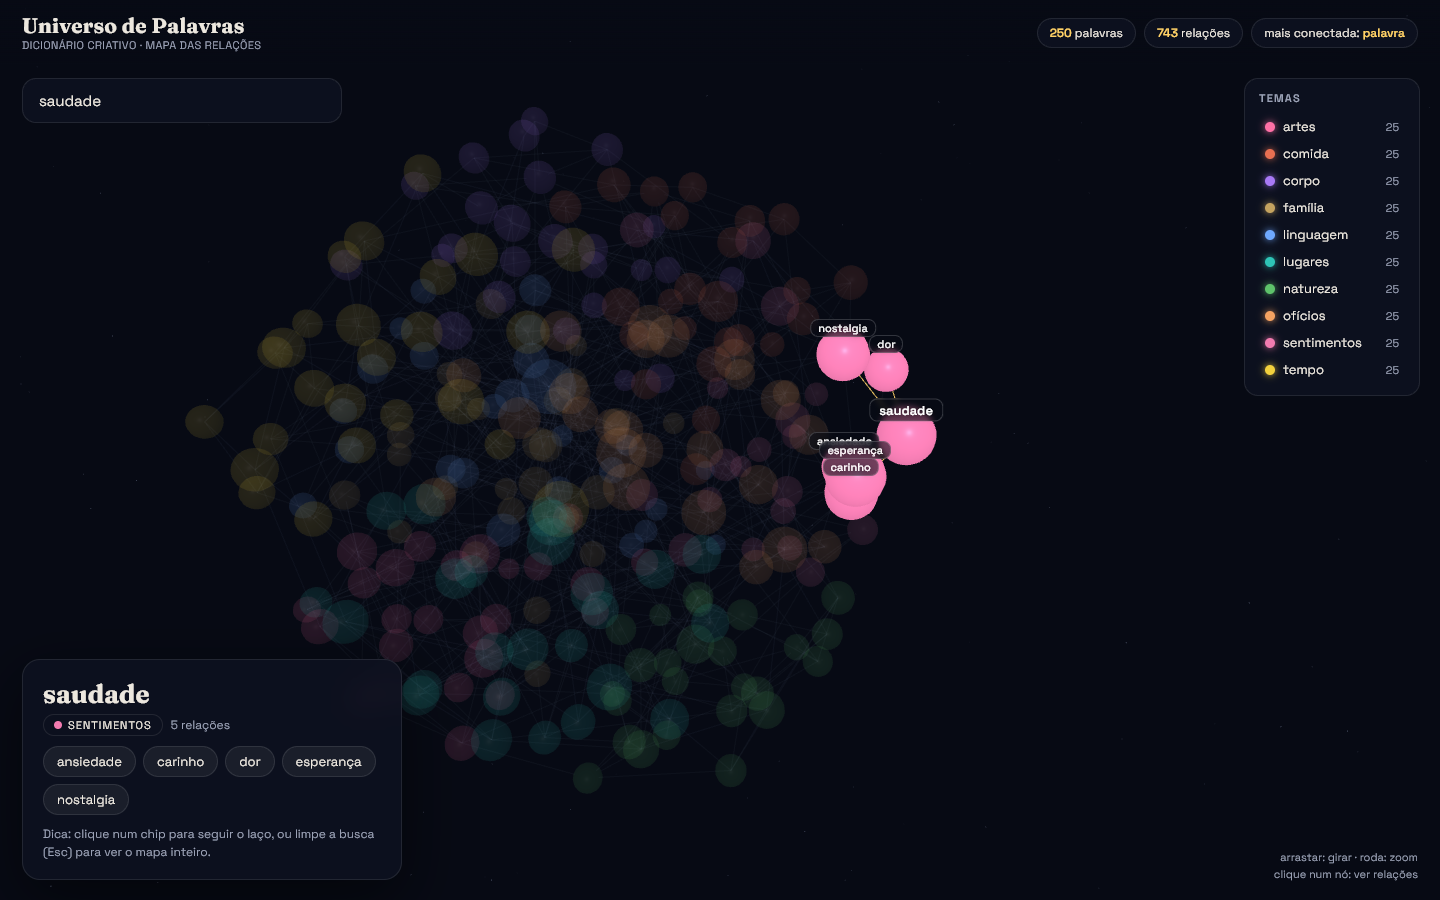 Universo de Palavras
DICIONÁRIO CRIATIVO · MAPA DAS RELAÇÕES
250 palavras
743 relações
mais conectada: palavra
saudade
TEMAS
artes 25
comida 25
corpo 25
família 25
linguagem 25
lugares 25
natureza 25
ofícios 25
sentimentos 25
tempo 25
nostalgia
dor
saudade
ansiedade
esperança
carinho
saudade
SENTIMENTOS 5 relações
ansiedade carinho dor esperança
nostalgia
Dica: clique num chip para seguir o laço, ou limpe a busca
(Esc) para ver o mapa inteiro.
arrastar: girar · roda: zoom
clique num nó: ver relações